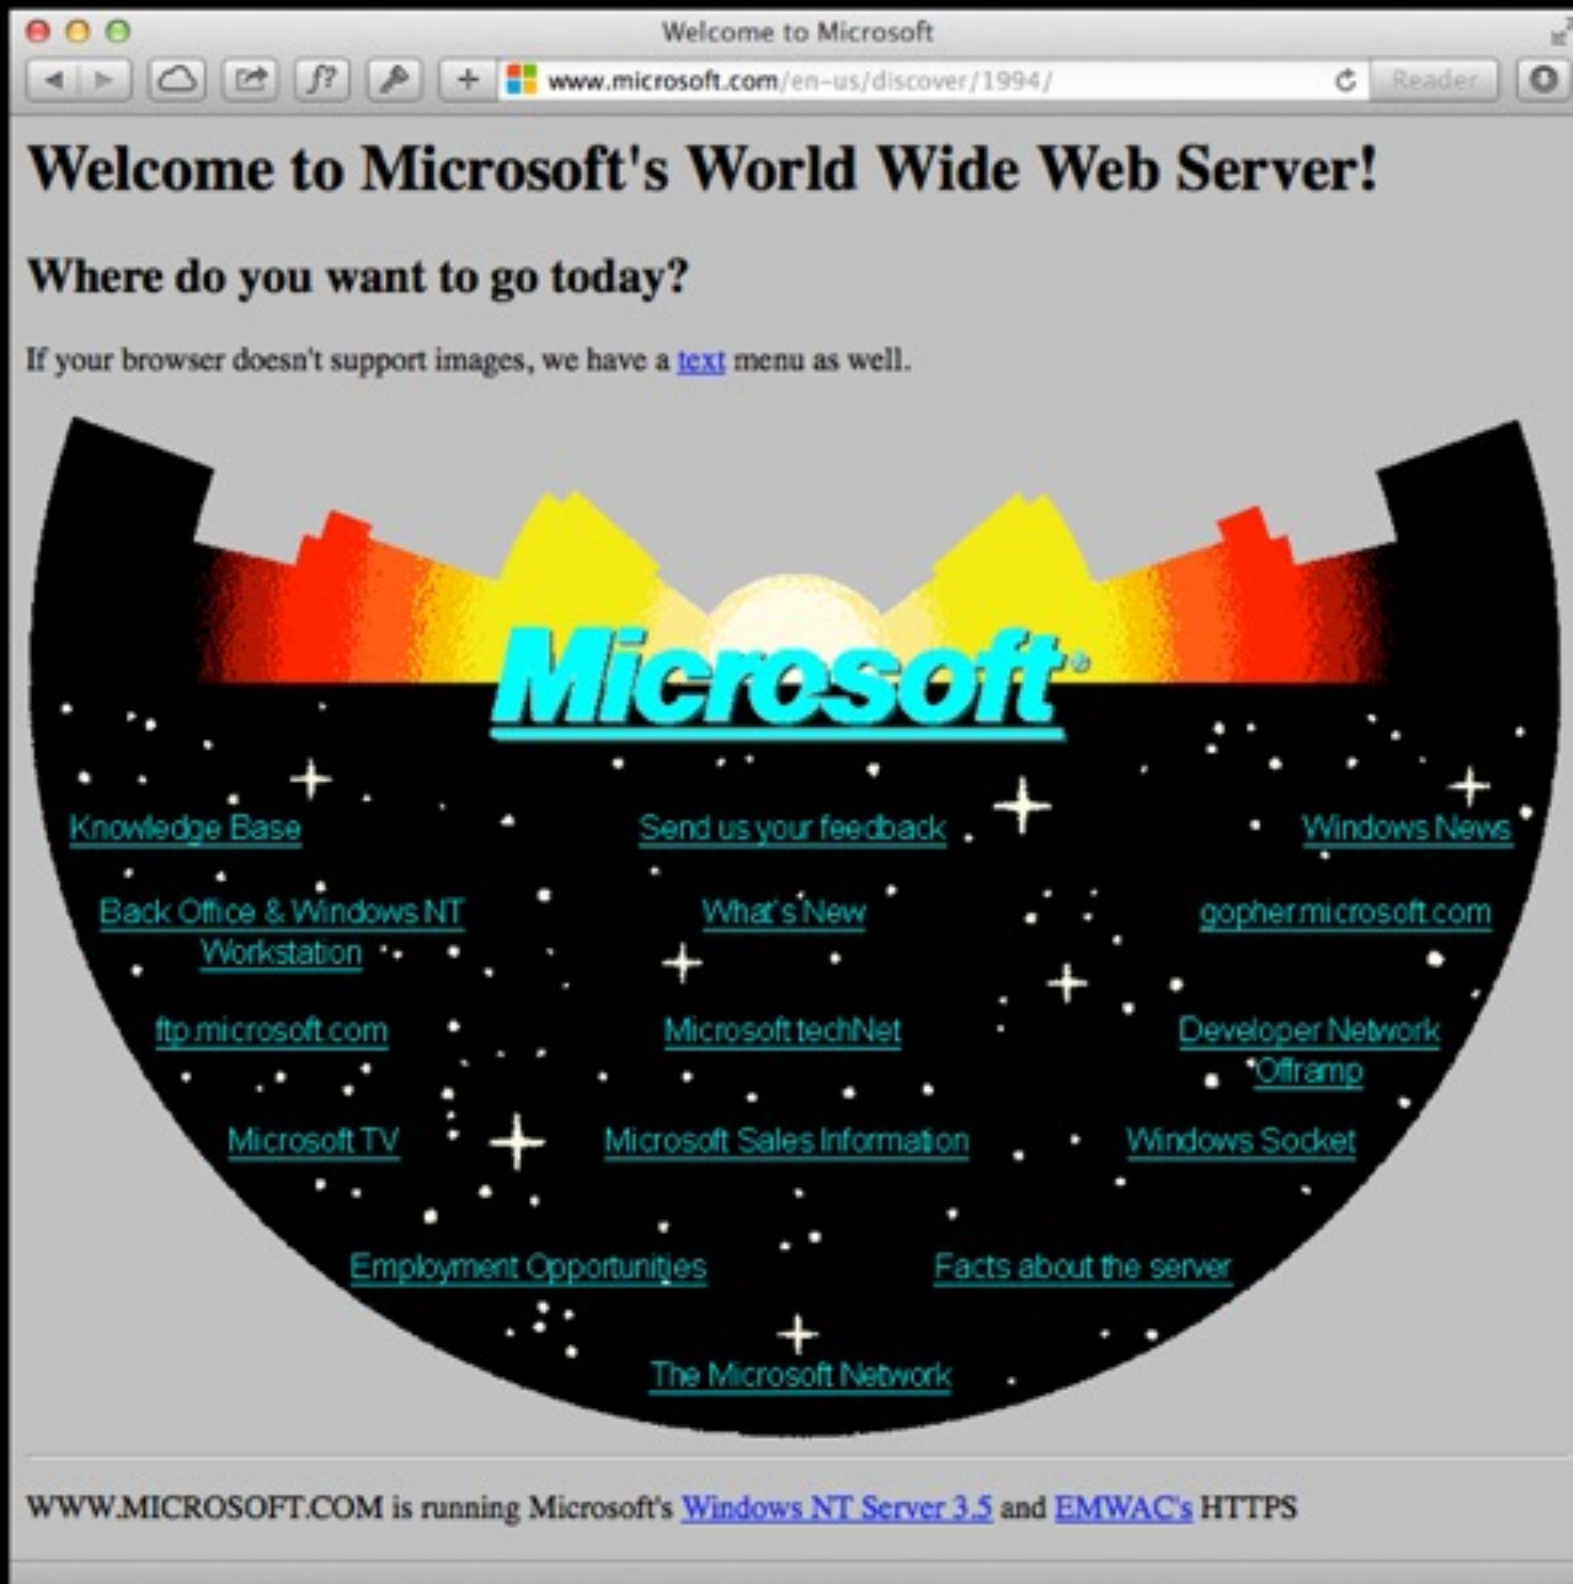 Welcome to Microsoft
f?
+
www.microsoft.com/en-us/discover/1994/
Reader
Welcome to Microsoft's World Wide Web Server!
Where do you want to go today?
If your browser doesn't support images, we have a text menu as well.
Microsoft®
Knowledge Base
Send us your feedback
Windows News
Back Office & Windows NT
Workstation
What's New
gopher.microsoft.com
ftp.microsoft.com
Microsoft techNet
Developer Network
Offramp
Microsoft TV
Microsoft Sales Information
Windows Socket
Employment Opportunities
Facts about the server
The Microsoft Network
WWW.MICROSOFT.COM is running Microsoft's Windows NT Server 3.5 and EMWAC's HTTPS